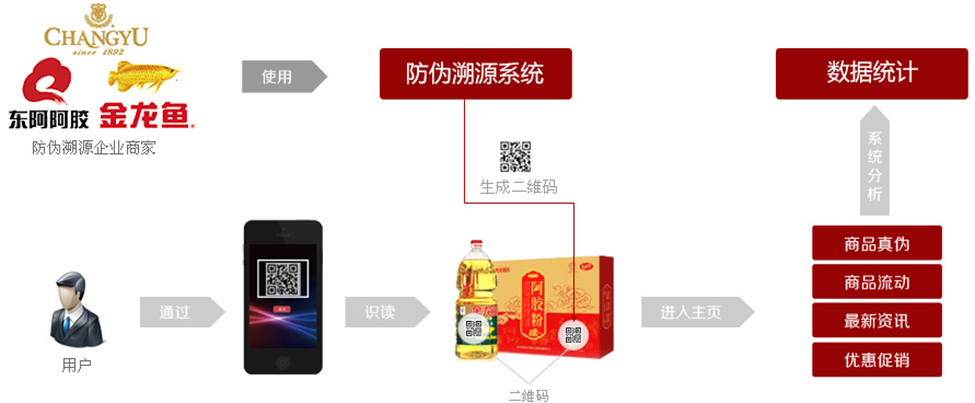 CHANGYU
since 1892
东阿阿胶
金龙鱼
防伪溯源企业商家
使用
防伪溯源系统
数据统计
生成二维码
系统分析
用户
通过
识读
阿胶粉
金龙
二维码
进入主页
商品真伪
商品流动
最新资讯
优惠促销